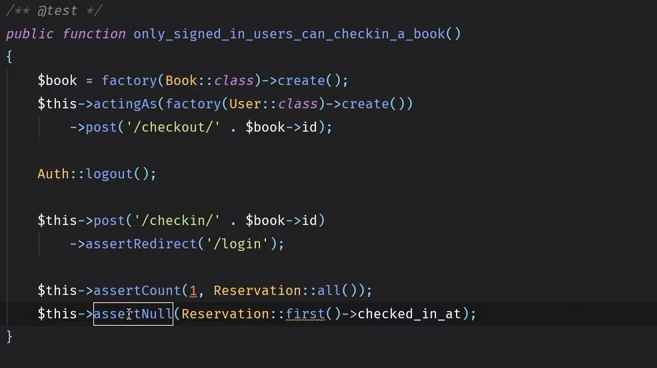 /** @test */
public function only_signed_in_users_can_checkin_a_book()
{
$book = factory(Book::class)->create();
$this->actingAs(factory(User::class)->create())
->post('/checkout/' . $book->id);
Auth::logout();
$this->post('/checkin/' . $book->id)
->assertRedirect('/login');
$this->assertCount(1, Reservation::all());
$this->assertNull(Reservation::first()->checked_in_at);
}